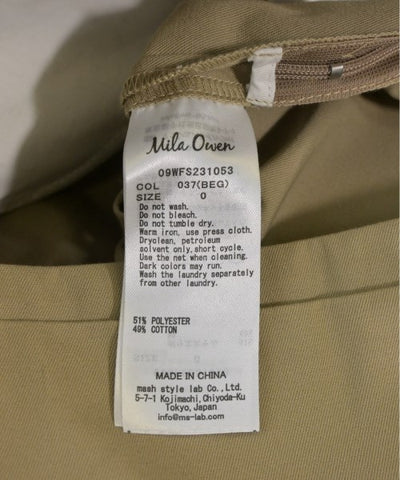 Mila Owen
09WFS231053
COL 037(BEG)
SIZE 0
Do not wash.
Do not bleach.
Do not tumble dry.
Warm iron, use press cloth.
Dryclean, petroleum
solvent only,short cycle.
Use the net when cleaning.
Dark colors may run.
Wash the laundry separately
from other laundry.
51% POLYESTER
49% COTTON
MADE IN CHINA
mash style lab Co.,Ltd.
5-7-1 Kojimachi,Chiyoda-Ku
Tokyo,Japan
info@ms-lab.com